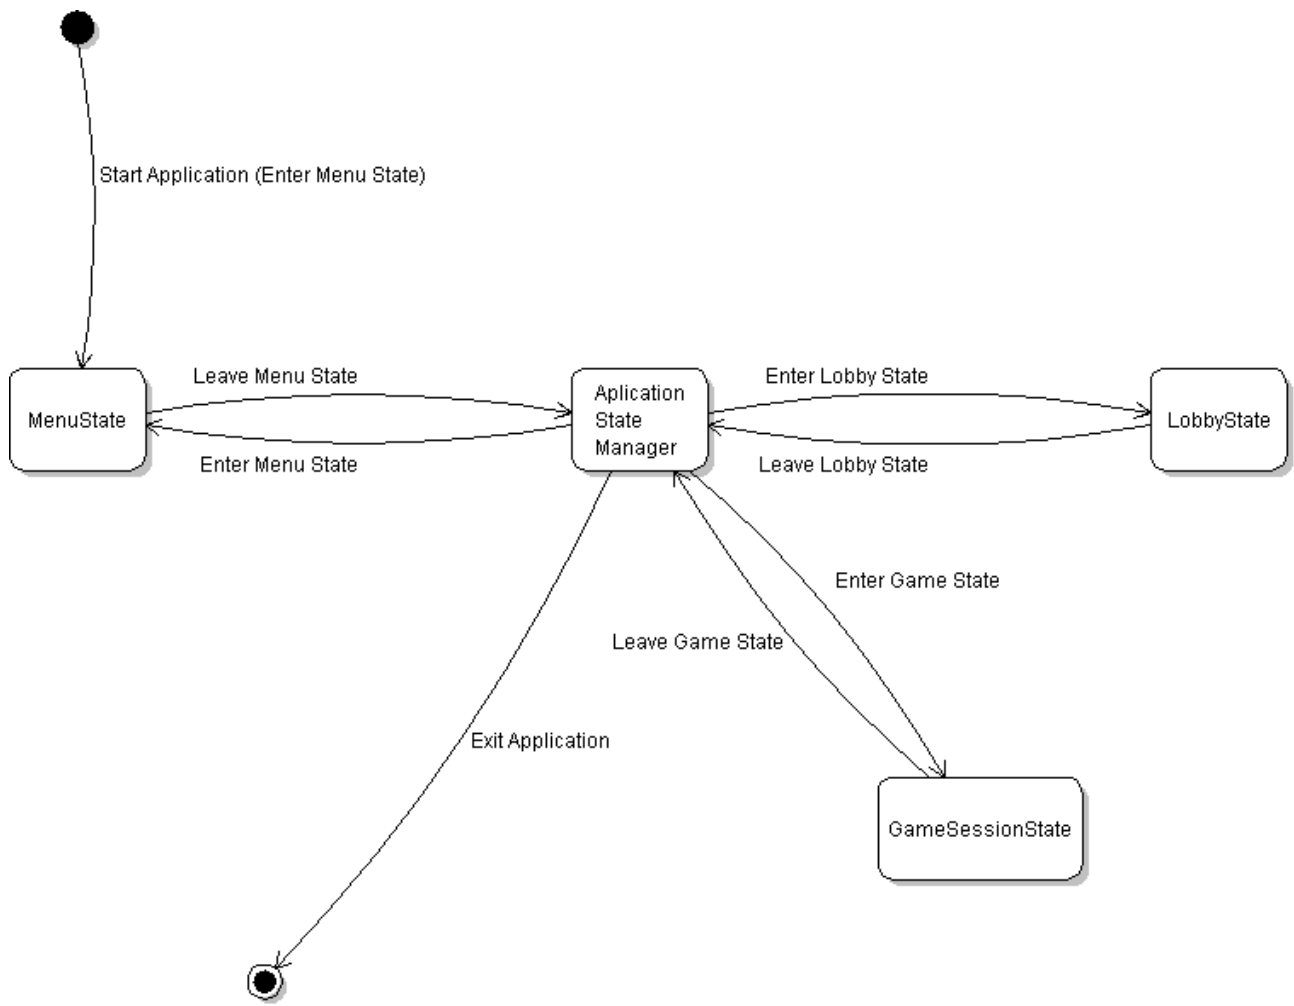 Start Application (Enter Menu State)
Leave Menu State
Enter Lobby State
MenuState
Aplication
State
Manager
LobbyState
Enter Menu State
Leave Lobby State
Enter Game State
Leave Game State
Exit Application
GameSessionState